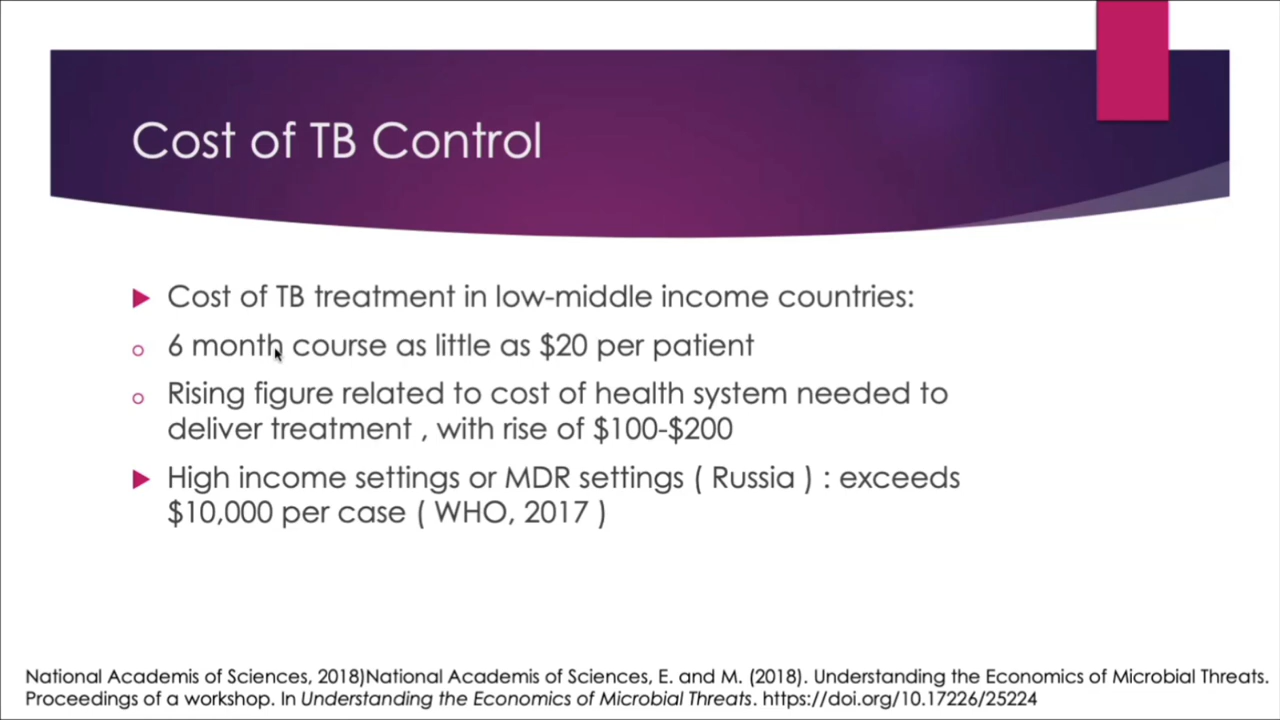 Cost of TB Control
Cost of TB treatment in low-middle income countries:
6 month course as little as $20 per patient
Rising figure related to cost of health system needed to
deliver treatment , with rise of $100-$200
High income settings or MDR settings ( Russia ) : exceeds
$10,000 per case ( WHO, 2017 )
National Academis of Sciences, 2018)National Academis of Sciences, E. and M. (2018). Understanding the Economics of Microbial Threats.
Proceedings of a workshop. In Understanding the Economics of Microbial Threats. https://doi.org/10.17226/25224